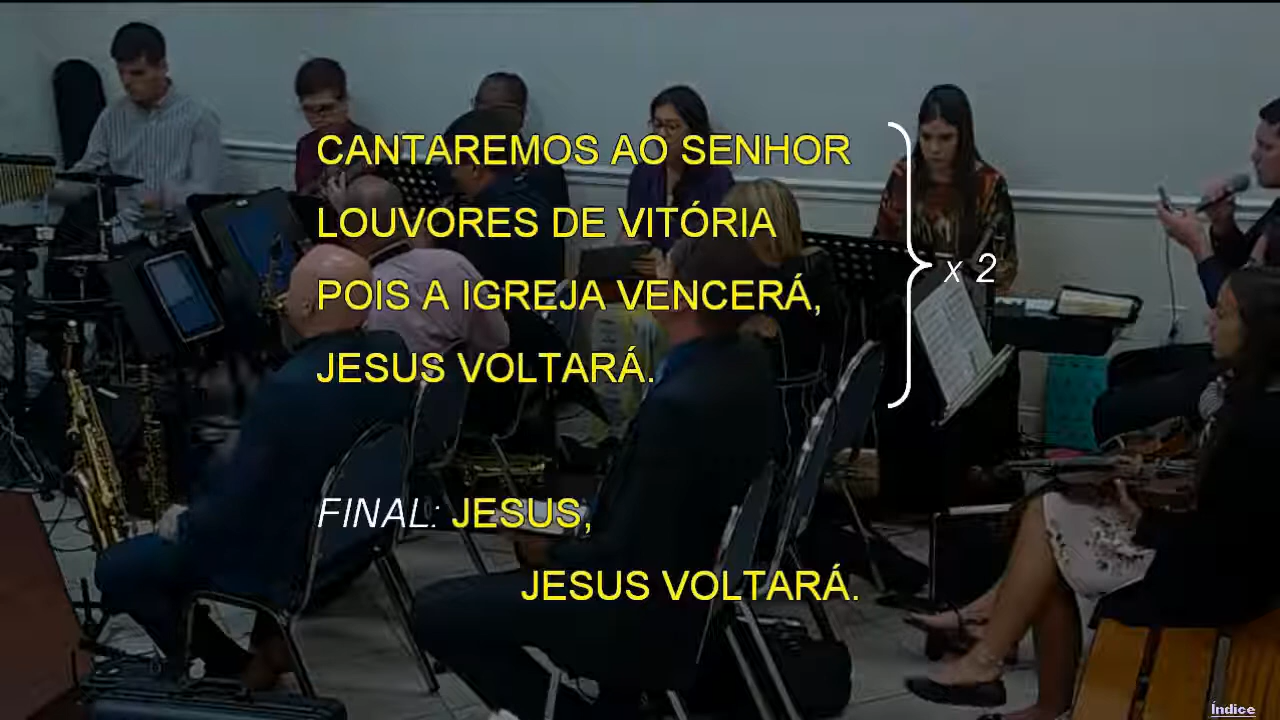 CANTAREMOS AO SENHOR
LOUVORES DE VITÓRIA
POIS A IGREJA VENCERÁ,
JESUS VOLTARÁ.
x 2
FINAL: JESUS,
JESUS VOLTARÁ.
Índice